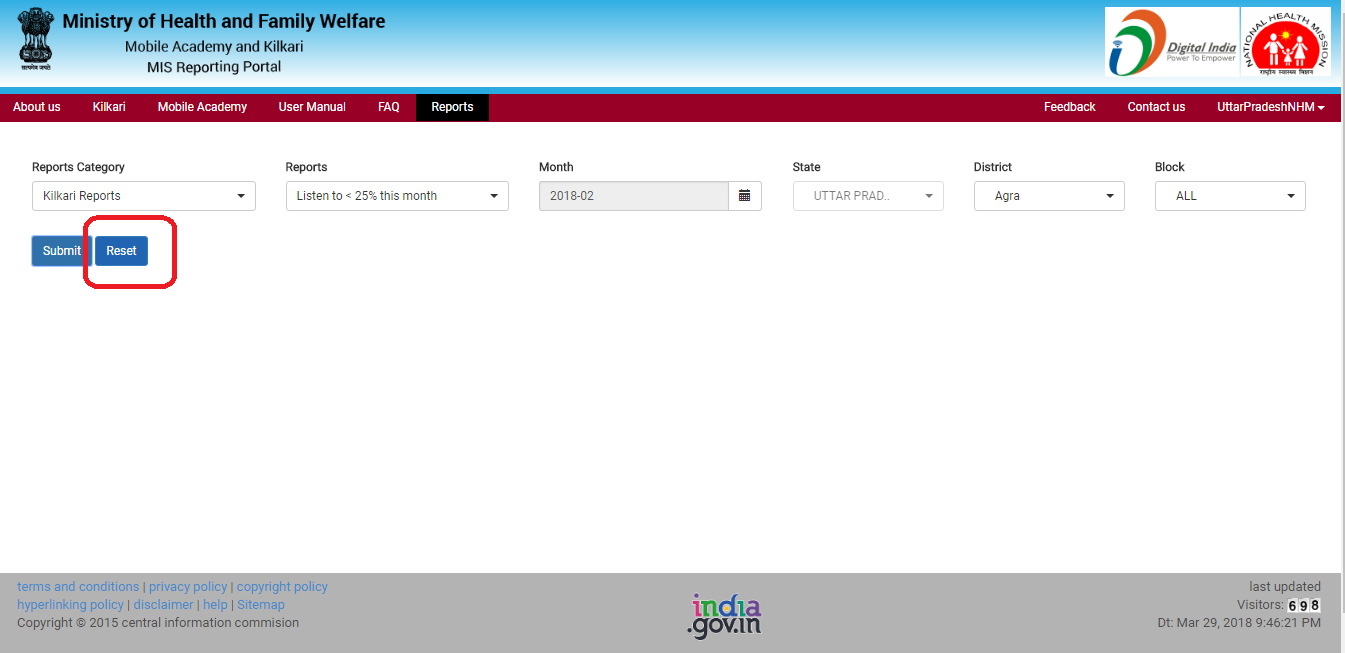 Ministry of Health and Family Welfare
Mobile Academy and Kilkari
MIS Reporting Portal
सत्यमेव जयते
Digital India
Power To Empower
NATIONAL HEALTH MISSION
राष्ट्रीय स्वास्थ्य मिशन
About us Kilkari Mobile Academy User Manual FAQ Reports Feedback Contact us UttarPradeshNHM
Reports Category Reports Month State District Block
Kilkari Reports Listen to < 25% this month 2018-02 UTTAR PRAD.. Agra ALL
Submit Reset
terms and conditions | privacy policy | copyright policy
hyperlinking policy | disclaimer | help | Sitemap
Copyright © 2015 central information commision
india
.gov.in
last updated
Visitors: 698
Dt: Mar 29, 2018 9:46:21 PM